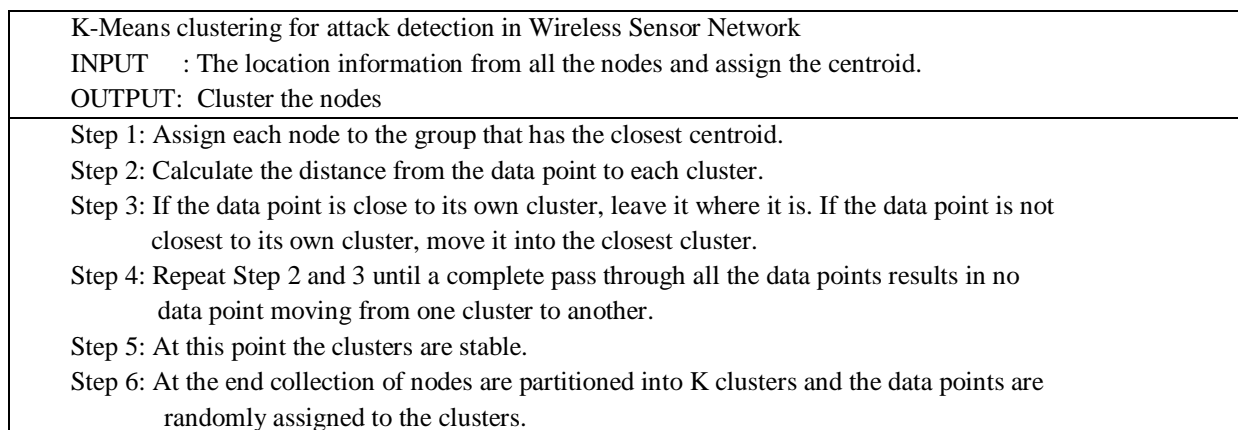 K-Means clustering for attack detection in Wireless Sensor Network
INPUT : The location information from all the nodes and assign the centroid.
OUTPUT: Cluster the nodes
Step 1: Assign each node to the group that has the closest centroid.
Step 2: Calculate the distance from the data point to each cluster.
Step 3: If the data point is close to its own cluster, leave it where it is. If the data point is not
closest to its own cluster, move it into the closest cluster.
Step 4: Repeat Step 2 and 3 until a complete pass through all the data points results in no
data point moving from one cluster to another.
Step 5: At this point the clusters are stable.
Step 6: At the end collection of nodes are partitioned into K clusters and the data points are
randomly assigned to the clusters.